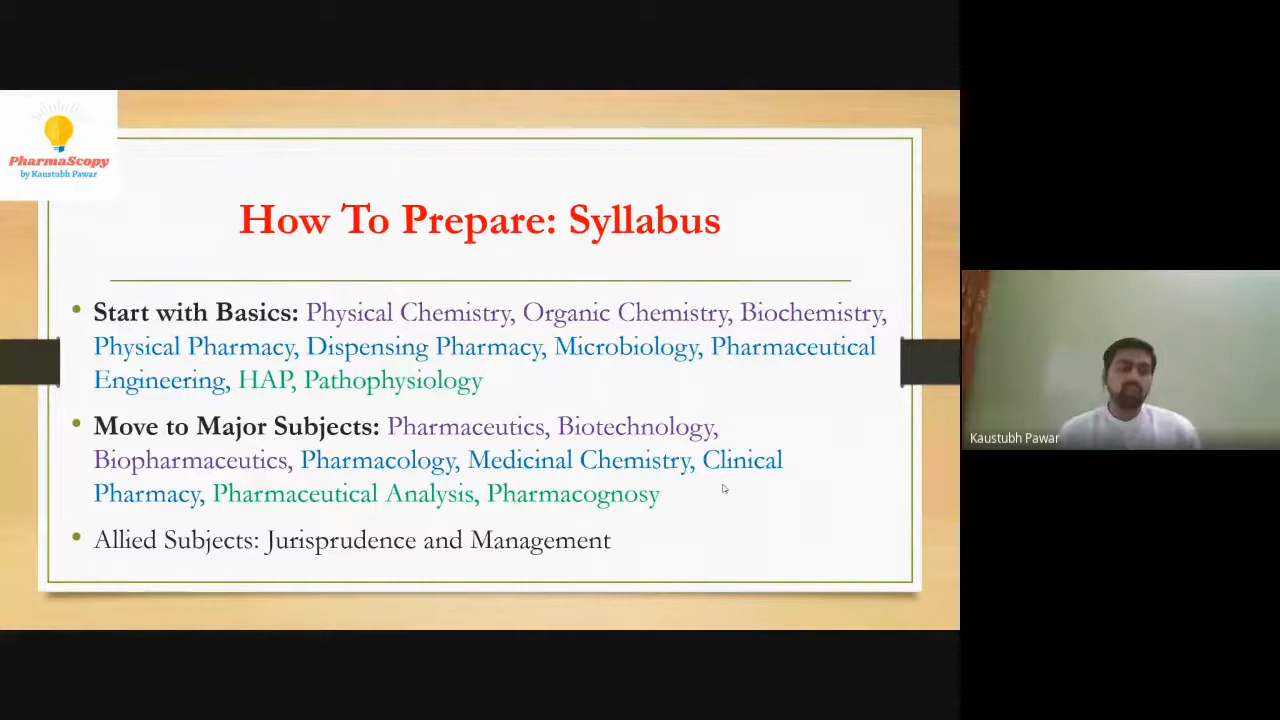 PharmaScopy
by Kaustubh Pawar
How To Prepare: Syllabus
• Start with Basics: Physical Chemistry, Organic Chemistry, Biochemistry,
Physical Pharmacy, Dispensing Pharmacy, Microbiology, Pharmaceutical
Engineering, HAP, Pathophysiology
• Move to Major Subjects: Pharmaceutics, Biotechnology,
Biopharmaceutics, Pharmacology, Medicinal Chemistry, Clinical
Pharmacy, Pharmaceutical Analysis, Pharmacognosy
• Allied Subjects: Jurisprudence and Management
Kaustubh Pawar